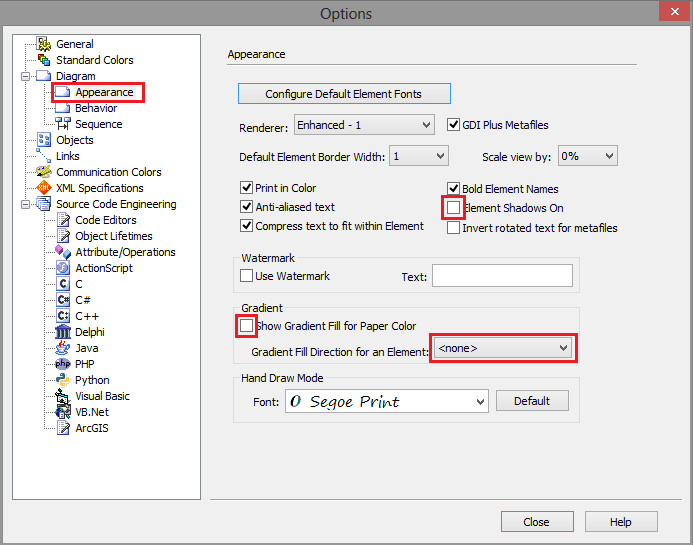 Options
General
Standard Colors
Diagram
Appearance
Behavior
Sequence
Objects
Links
Communication Colors
XML Specifications
Source Code Engineering
Code Editors
Object Lifetimes
Attribute/Operations
ActionScript
C
C#
C++
Delphi
Java
PHP
Python
Visual Basic
VB.Net
ArcGIS
Appearance
Configure Default Element Fonts
Renderer: Enhanced - 1
GDI Plus Metafiles
Default Element Border Width: 1
Scale view by: 0%
Print in Color
Bold Element Names
Anti-aliased text
Element Shadows On
Compress text to fit within Element
Invert rotated text for metafiles
Watermark
Use Watermark
Text:
Gradient
Show Gradient Fill for Paper Color
Gradient Fill Direction for an Element: <none>
Hand Draw Mode
Font: O Segoe Print
Default
Close
Help